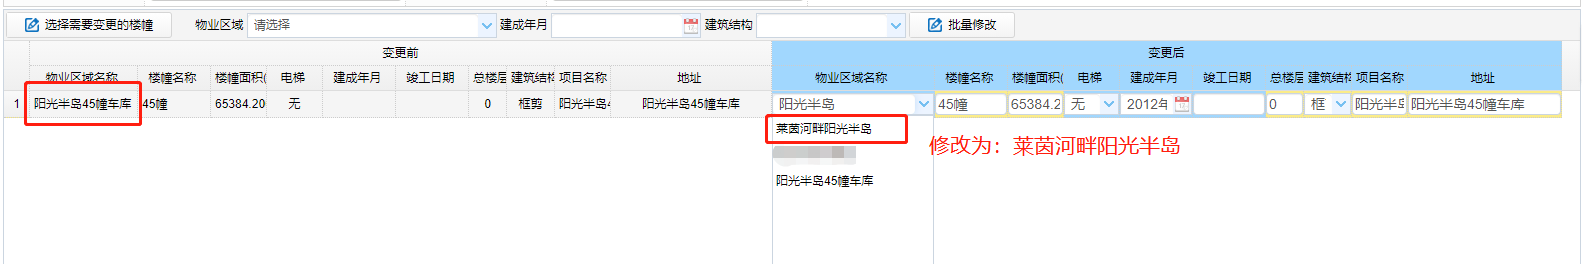 选择需要变更的楼幢 物业区域 请选择 建成年月 建筑结构 批量修改
变更前 变更后
物业区域名称 楼幢名称 楼幢面积( 电梯 建成年月 竣工日期 总楼层 建筑结构 项目名称 地址 物业区域名称 楼幢名称 楼幢面积( 电梯 建成年月 竣工日期 总楼层 建筑结构 项目名称 地址
1 阳光半岛45幢车库 45幢 65384.20 无 0 框剪 阳光半岛4 阳光半岛45幢车库 阳光半岛 45幢 65384.2 无 2012年 0 框 阳光半岛 阳光半岛45幢车库
莱茵河畔阳光半岛
修改为：莱茵河畔阳光半岛
阳光半岛45幢车库